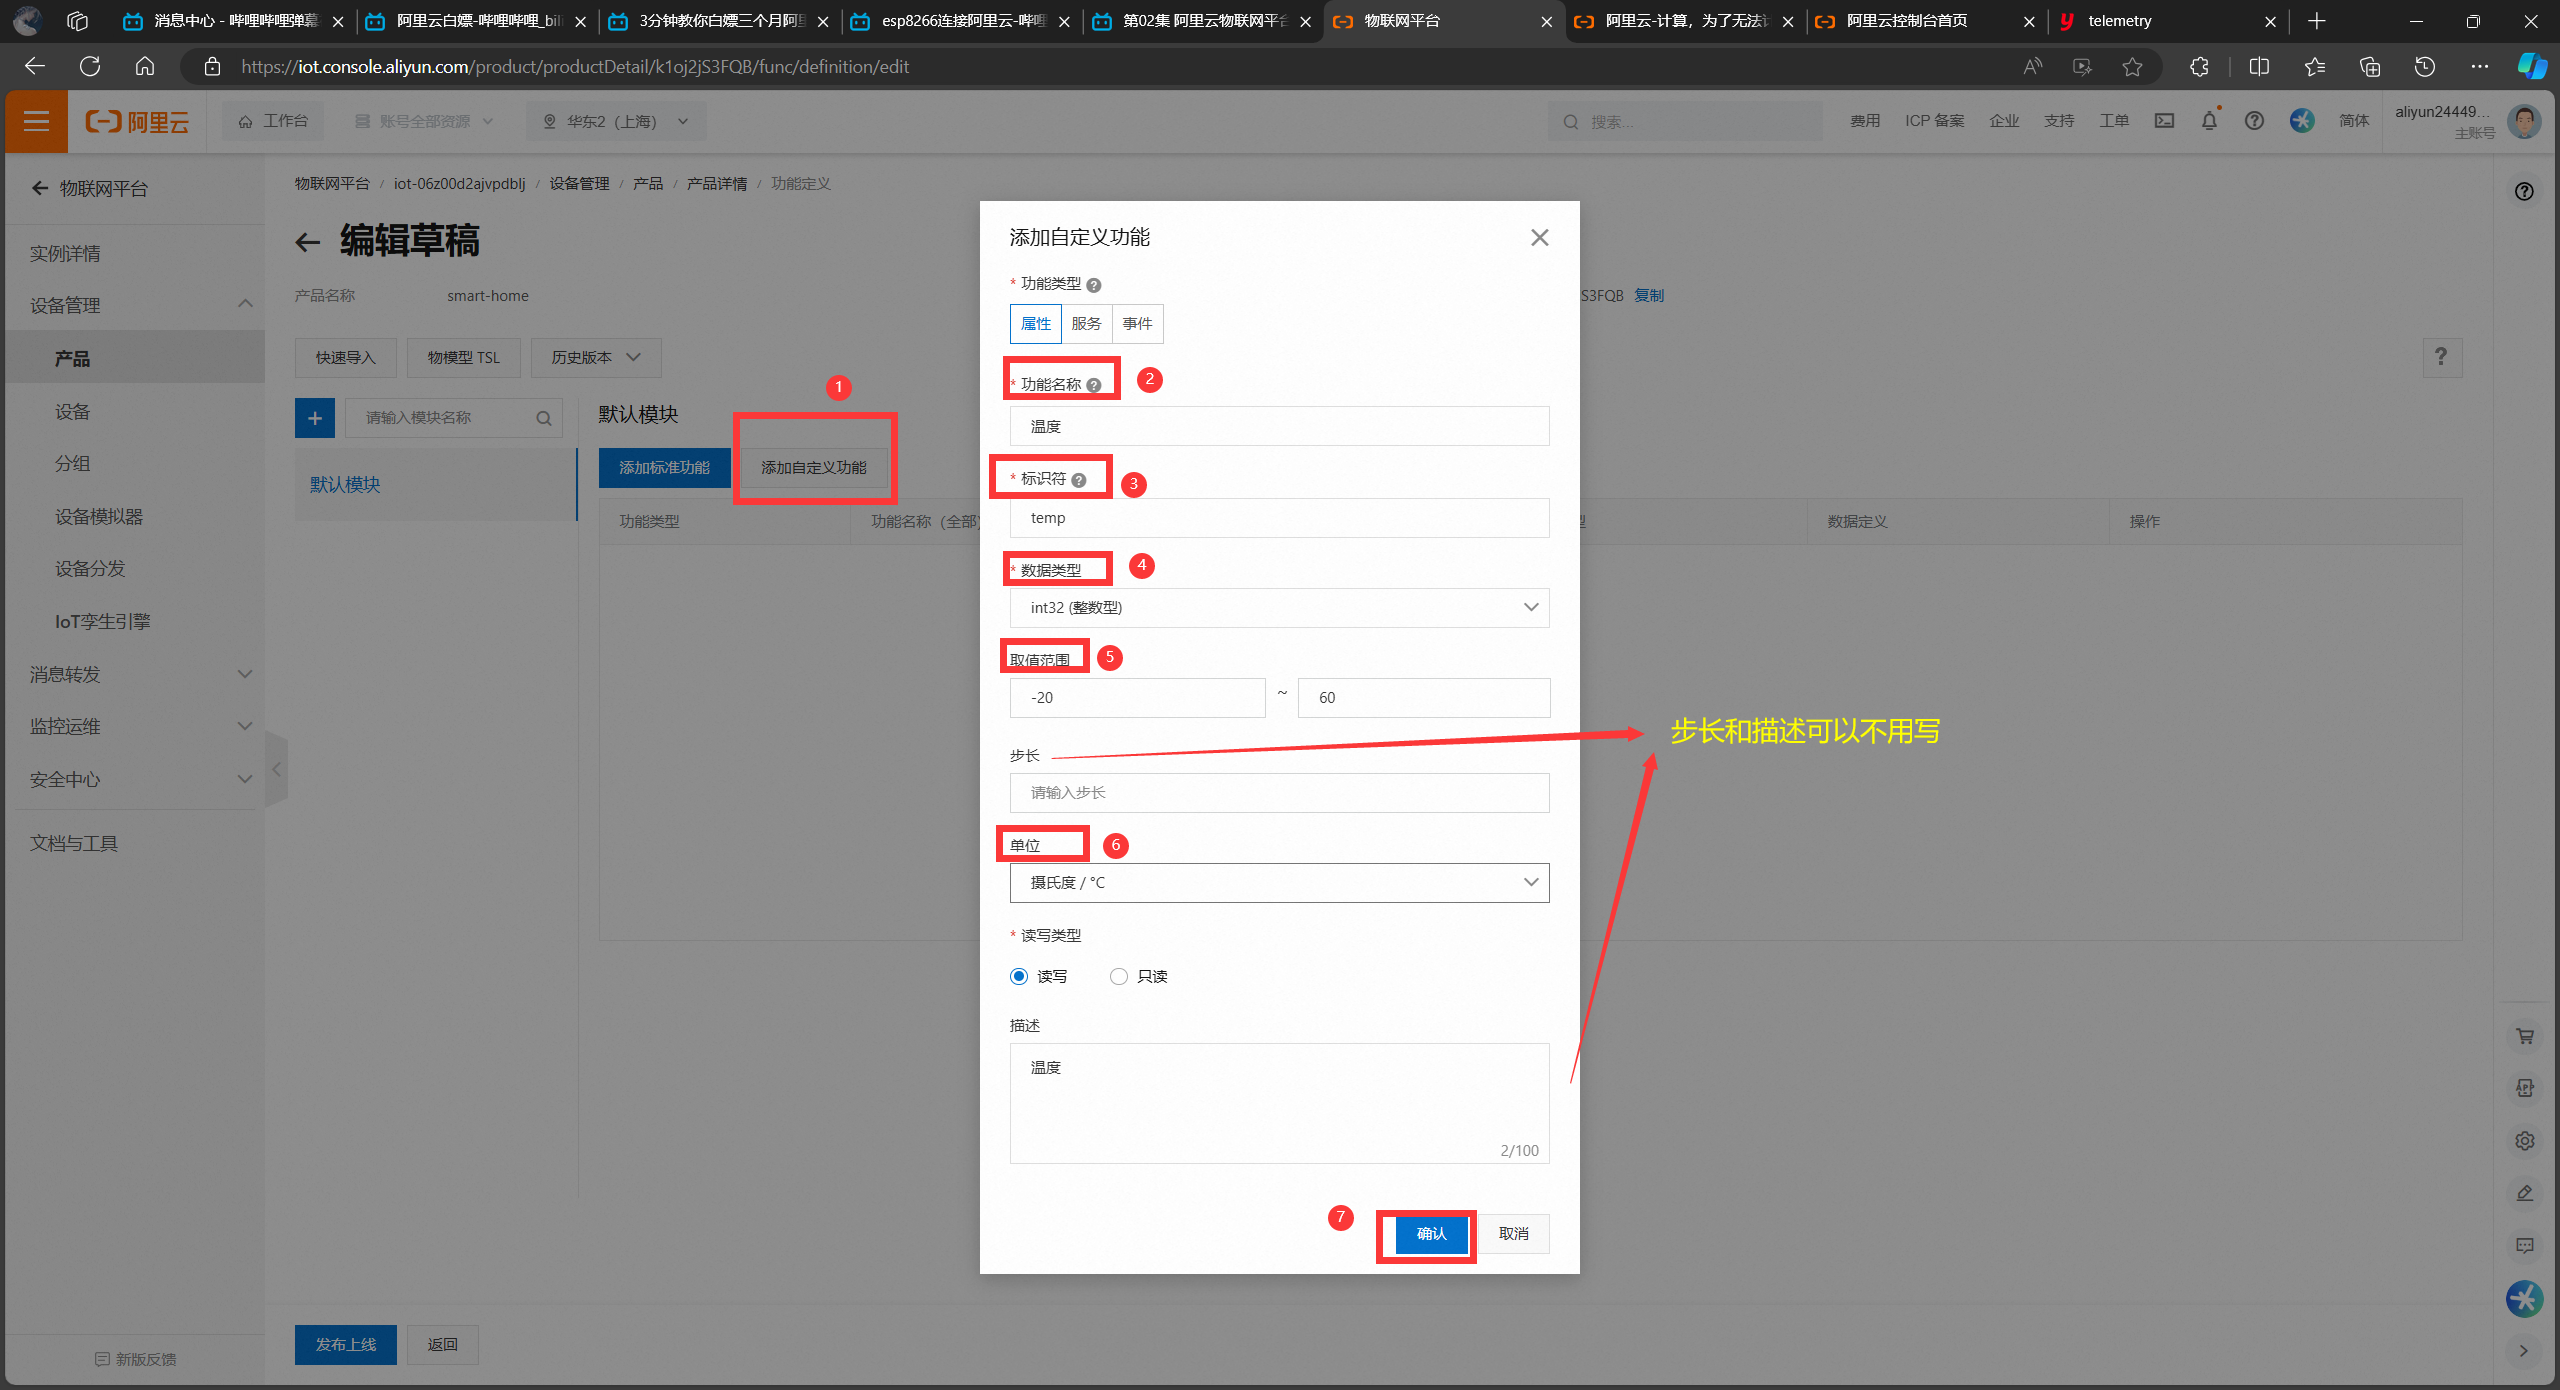 消息中心 - 哔哩哔哩弹幕
阿里云白嫖-哔哩哔哩_bili
3分钟教你白嫖三个月阿里
esp8266连接阿里云-哔哩
第02集 阿里云物联网平台
物联网平台
阿里云-计算，为了无法计
阿里云控制台首页
telemetry
https://iot.console.aliyun.com/product/productDetail/k1oj2jS3FQB/func/definition/edit
阿里云
工作台
账号全部资源
华东2（上海）
搜索...
费用
ICP 备案
企业
支持
工单
简体
aliyun24449...
主账号
物联网平台
物联网平台 / iot-06z00d2ajvpdblj / 设备管理 / 产品 / 产品详情 / 功能定义
编辑草稿
实例详情
设备管理
产品
设备
分组
设备模拟器
设备分发
IoT孪生引擎
消息转发
监控运维
安全中心
文档与工具
新版反馈
产品名称
smart-home
S3FQB 复制
快速导入
物模型 TSL
历史版本
?
+
请输入模块名称
默认模块
默认模块
1
添加标准功能
添加自定义功能
功能类型
功能名称（全部）
型
数据定义
操作
添加自定义功能
* 功能类型 ?
属性
服务
事件
* 功能名称 ?
2
温度
* 标识符 ?
3
temp
* 数据类型
4
int32 (整数型)
取值范围
5
-20
~
60
步长
请输入步长
步长和描述可以不用写
单位
6
摄氏度 / °C
* 读写类型
读写
只读
描述
温度
2/100
7
确认
取消
发布上线
返回
APP